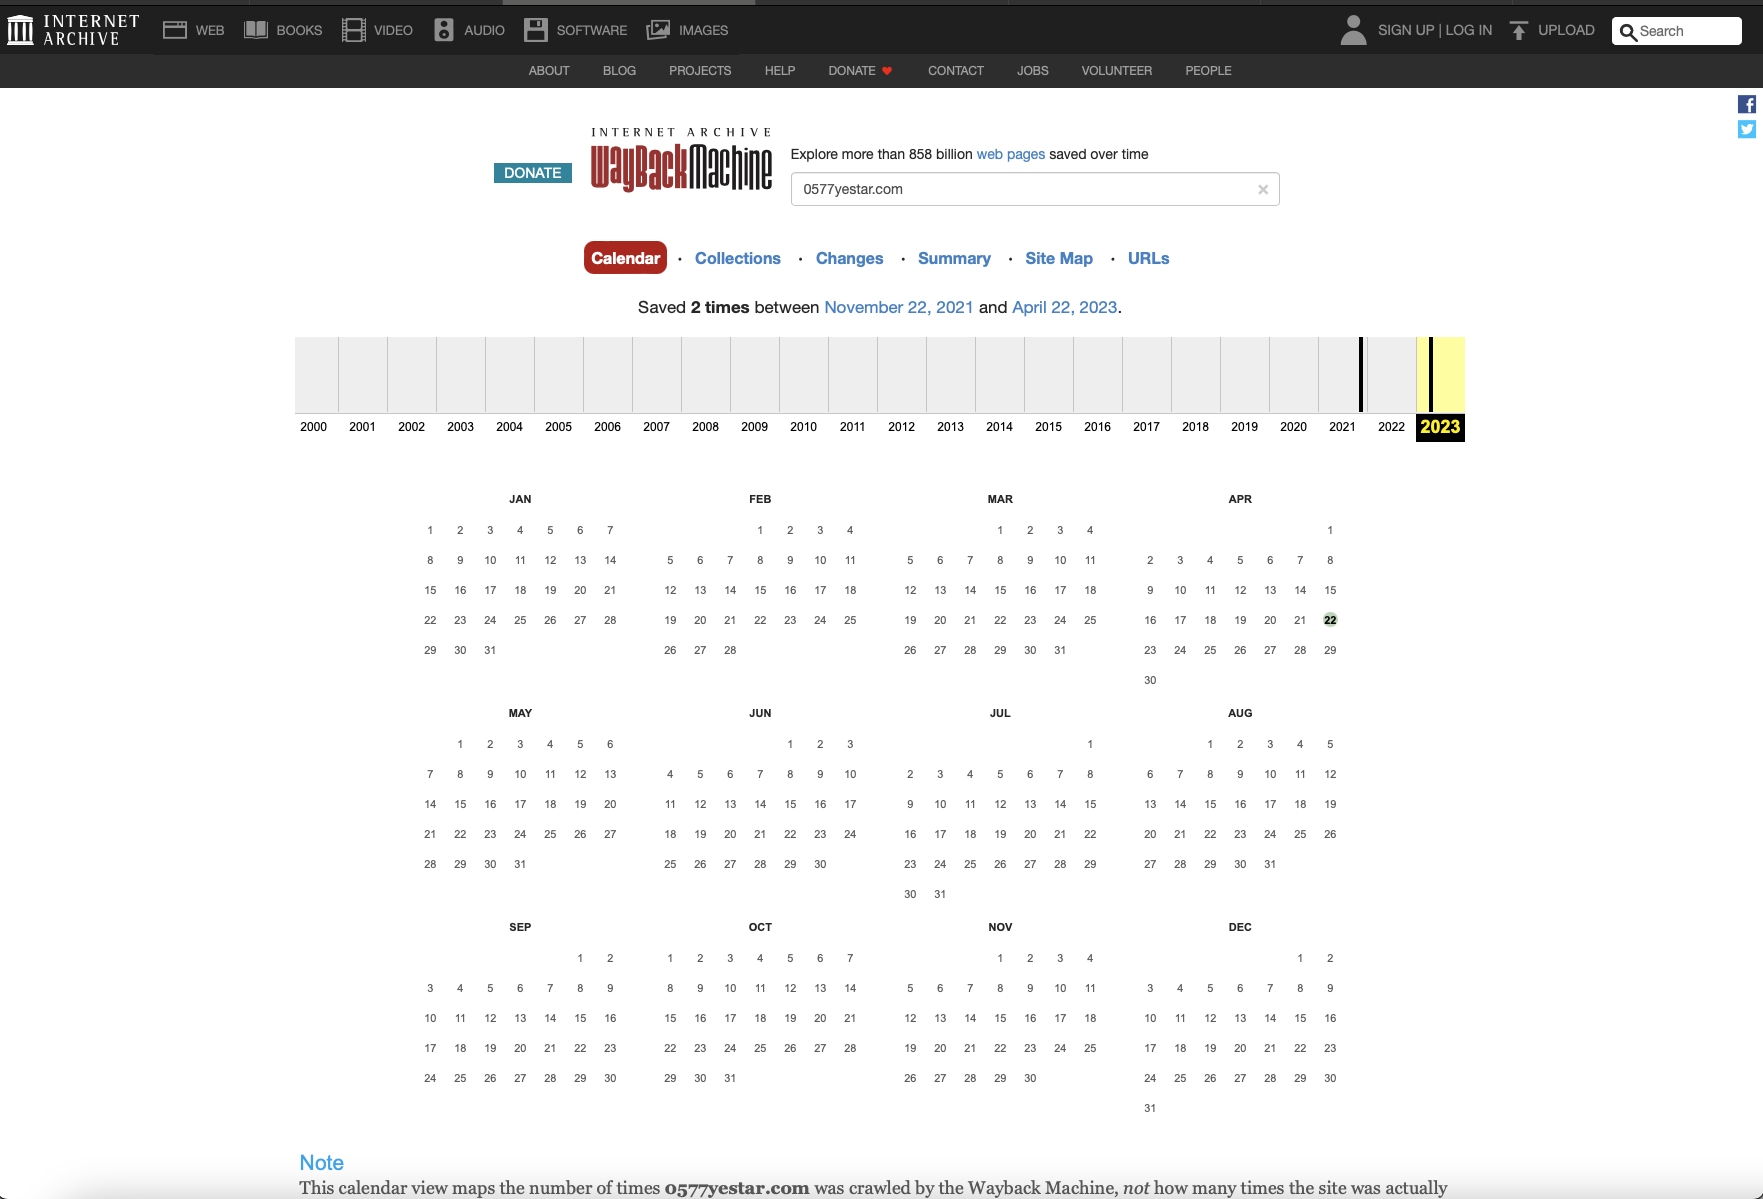 INTERNET ARCHIVE
WEB BOOKS VIDEO AUDIO SOFTWARE IMAGES SIGN UP | LOG IN UPLOAD Search
ABOUT BLOG PROJECTS HELP DONATE CONTACT JOBS VOLUNTEER PEOPLE
DONATE
INTERNET ARCHIVE
WayBackMachine
Explore more than 858 billion web pages saved over time
0577yestar.com ×
Calendar · Collections · Changes · Summary · Site Map · URLs
Saved 2 times between November 22, 2021 and April 22, 2023.
2000 2001 2002 2003 2004 2005 2006 2007 2008 2009 2010 2011 2012 2013 2014 2015 2016 2017 2018 2019 2020 2021 2022 2023
JAN
1 2 3 4 5 6 7
8 9 10 11 12 13 14
15 16 17 18 19 20 21
22 23 24 25 26 27 28
29 30 31
FEB
1 2 3 4
5 6 7 8 9 10 11
12 13 14 15 16 17 18
19 20 21 22 23 24 25
26 27 28
MAR
1 2 3 4
5 6 7 8 9 10 11
12 13 14 15 16 17 18
19 20 21 22 23 24 25
26 27 28 29 30 31
APR
1
2 3 4 5 6 7 8
9 10 11 12 13 14 15
16 17 18 19 20 21 22
23 24 25 26 27 28 29
30
MAY
1 2 3 4 5 6
7 8 9 10 11 12 13
14 15 16 17 18 19 20
21 22 23 24 25 26 27
28 29 30 31
JUN
1 2 3
4 5 6 7 8 9 10
11 12 13 14 15 16 17
18 19 20 21 22 23 24
25 26 27 28 29 30
JUL
1
2 3 4 5 6 7 8
9 10 11 12 13 14 15
16 17 18 19 20 21 22
23 24 25 26 27 28 29
30 31
AUG
1 2 3 4 5
6 7 8 9 10 11 12
13 14 15 16 17 18 19
20 21 22 23 24 25 26
27 28 29 30 31
SEP
1 2
3 4 5 6 7 8 9
10 11 12 13 14 15 16
17 18 19 20 21 22 23
24 25 26 27 28 29 30
OCT
1 2 3 4 5 6 7
8 9 10 11 12 13 14
15 16 17 18 19 20 21
22 23 24 25 26 27 28
29 30 31
NOV
1 2 3 4
5 6 7 8 9 10 11
12 13 14 15 16 17 18
19 20 21 22 23 24 25
26 27 28 29 30
DEC
1 2
3 4 5 6 7 8 9
10 11 12 13 14 15 16
17 18 19 20 21 22 23
24 25 26 27 28 29 30
31
Note
This calendar view maps the number of times 0577yestar.com was crawled by the Wayback Machine, not how many times the site was actually